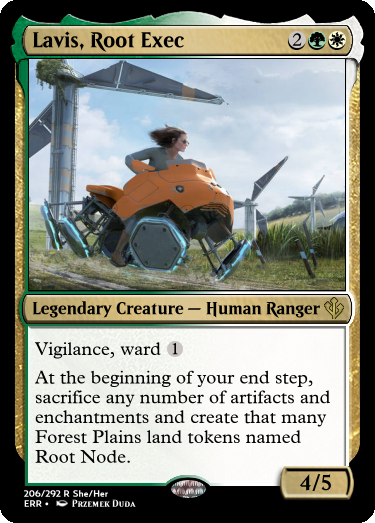 Lavis, Root Exec 2
Legendary Creature — Human Ranger
Vigilance, ward 1
At the beginning of your end step,
sacrifice any number of artifacts and
enchantments and create that many
Forest Plains land tokens named
Root Node.
4/5
206/292 R She/Her
ERR • Przemek Duda